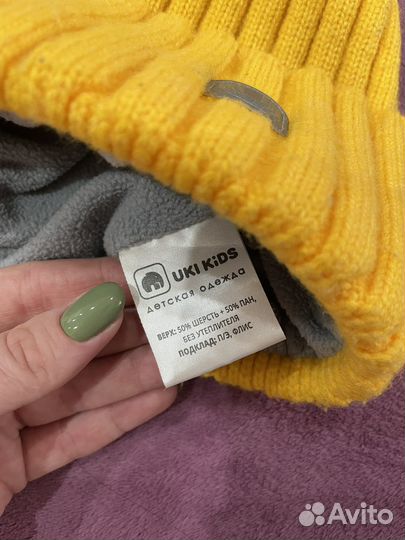 UKI KiDS
детская одежда
ВЕРХ: 50% ШЕРСТЬ + 50% ПАН,
БЕЗ УТЕПЛИТЕЛЯ
ПОДКЛАД: П/Э, ФЛИС
Avito